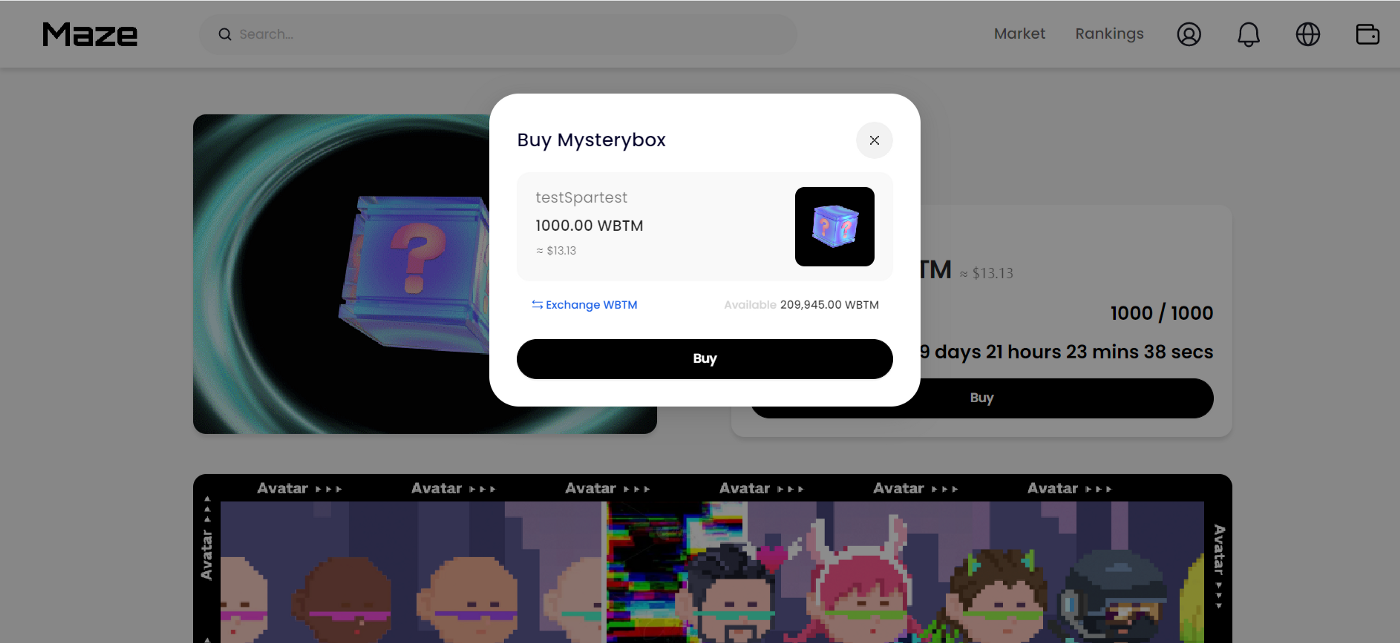 Maze
Search...
Market
Rankings
Buy Mysterybox
testSpartest
1000.00 WBTM
≈ $13.13
Exchange WBTM
Available 209,945.00 WBTM
Buy
TM ≈ $13.13
1000 / 1000
9 days 21 hours 23 mins 38 secs
Buy
Avatar Avatar Avatar Avatar Avatar Avatar
Avatar
Avatar